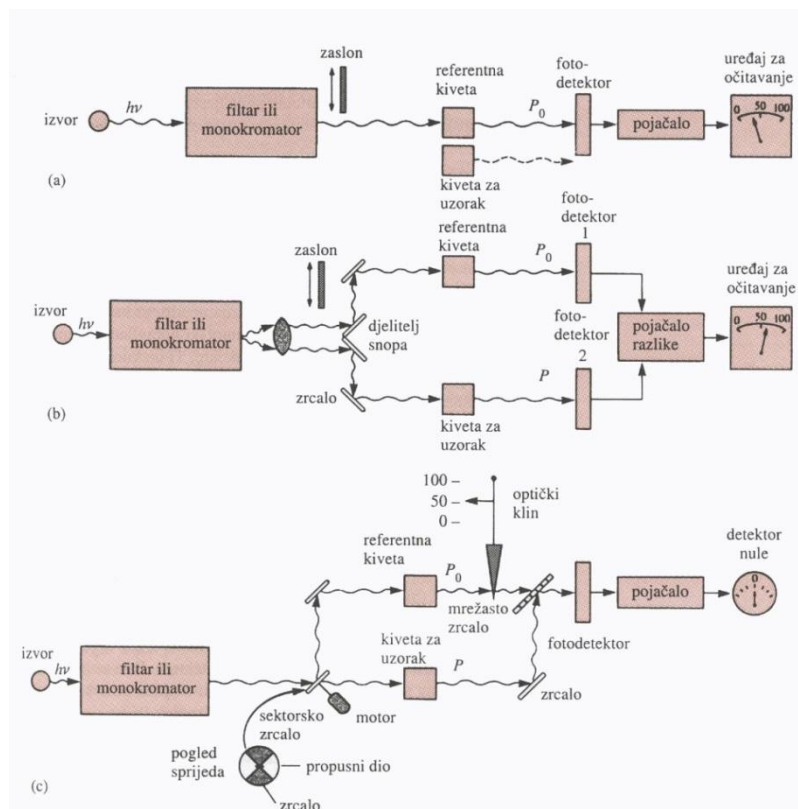 zaslon
izvor
hν
filtar ili
monokromator
referentna
kiveta
P0
foto-
detektor
pojačalo
uređaj za
očitavanje
0 50 100
kiveta za
uzorak
(a)
izvor
hν
filtar ili
monokromator
zaslon
djelitelj
snopa
zrcalo
referentna
kiveta
P0
foto-
detektor
1
foto-
detektor
2
kiveta za
uzorak
P
pojačalo
razlike
uređaj za
očitavanje
0 50 100
(b)
100 –
50 –
0 –
optički
klin
referentna
kiveta
P0
mrežasto
zrcalo
detektor
nule
0
pojačalo
fotodetektor
izvor
hν
filtar ili
monokromator
kiveta za
uzorak
P
zrcalo
sektorsko
zrcalo
motor
pogled
sprijeda
propusni dio
zrcalo
(c)